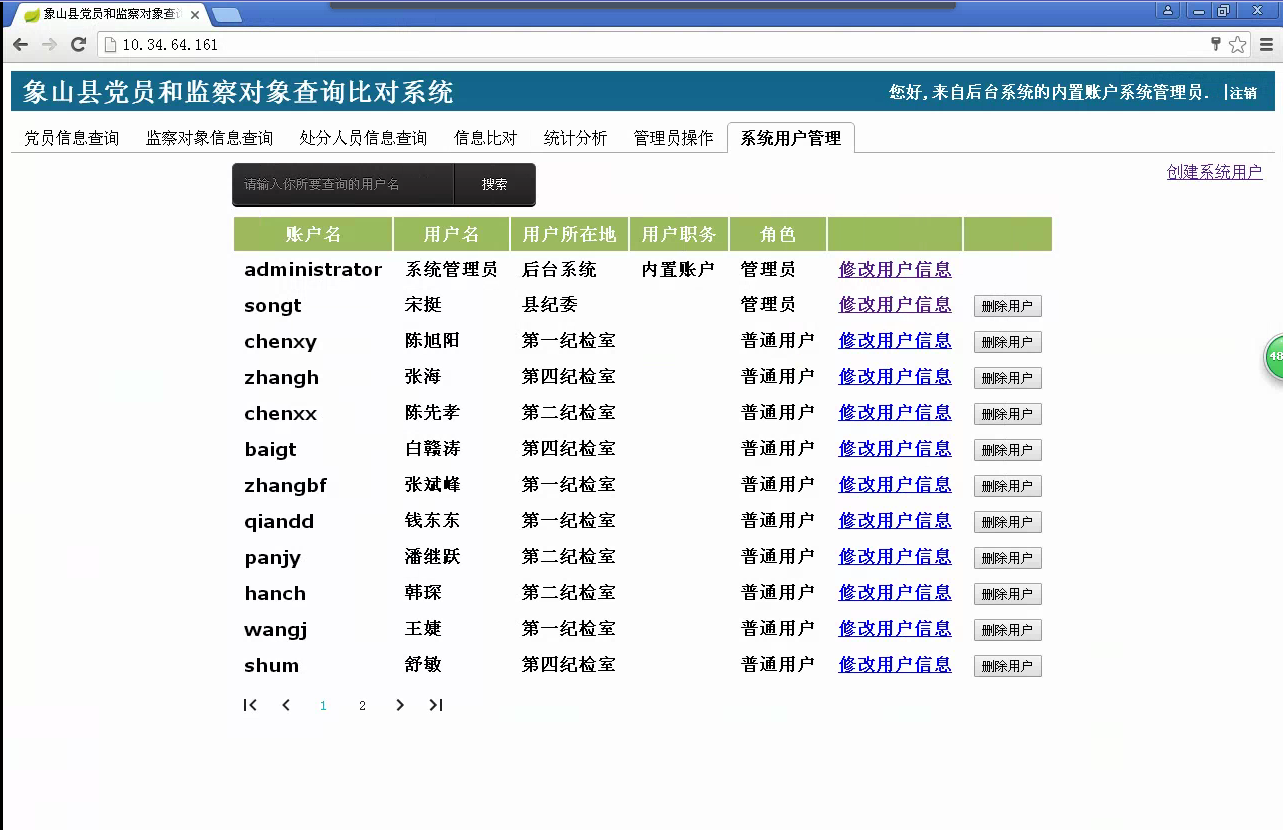 象山县党员和监察对象查询
10.34.64.161
象山县党员和监察对象查询比对系统
您好,来自后台系统的内置账户系统管理员. |注销
党员信息查询 监察对象信息查询 处分人员信息查询 信息比对 统计分析 管理员操作 系统用户管理
请输入你所要查询的用户名 搜索 创建系统用户
账户名 用户名 用户所在地 用户职务 角色
administrator 系统管理员 后台系统 内置账户 管理员 修改用户信息
songt 宋挺 县纪委 管理员 修改用户信息 删除用户
chenxy 陈旭阳 第一纪检室 普通用户 修改用户信息 删除用户
zhangh 张海 第四纪检室 普通用户 修改用户信息 删除用户
chenxx 陈先孝 第二纪检室 普通用户 修改用户信息 删除用户
baigt 白赣涛 第四纪检室 普通用户 修改用户信息 删除用户
zhangbf 张斌峰 第一纪检室 普通用户 修改用户信息 删除用户
qiandd 钱东东 第一纪检室 普通用户 修改用户信息 删除用户
panjy 潘继跃 第二纪检室 普通用户 修改用户信息 删除用户
hanch 韩琛 第二纪检室 普通用户 修改用户信息 删除用户
wangj 王婕 第一纪检室 普通用户 修改用户信息 删除用户
shum 舒敏 第四纪检室 普通用户 修改用户信息 删除用户
1 2
48